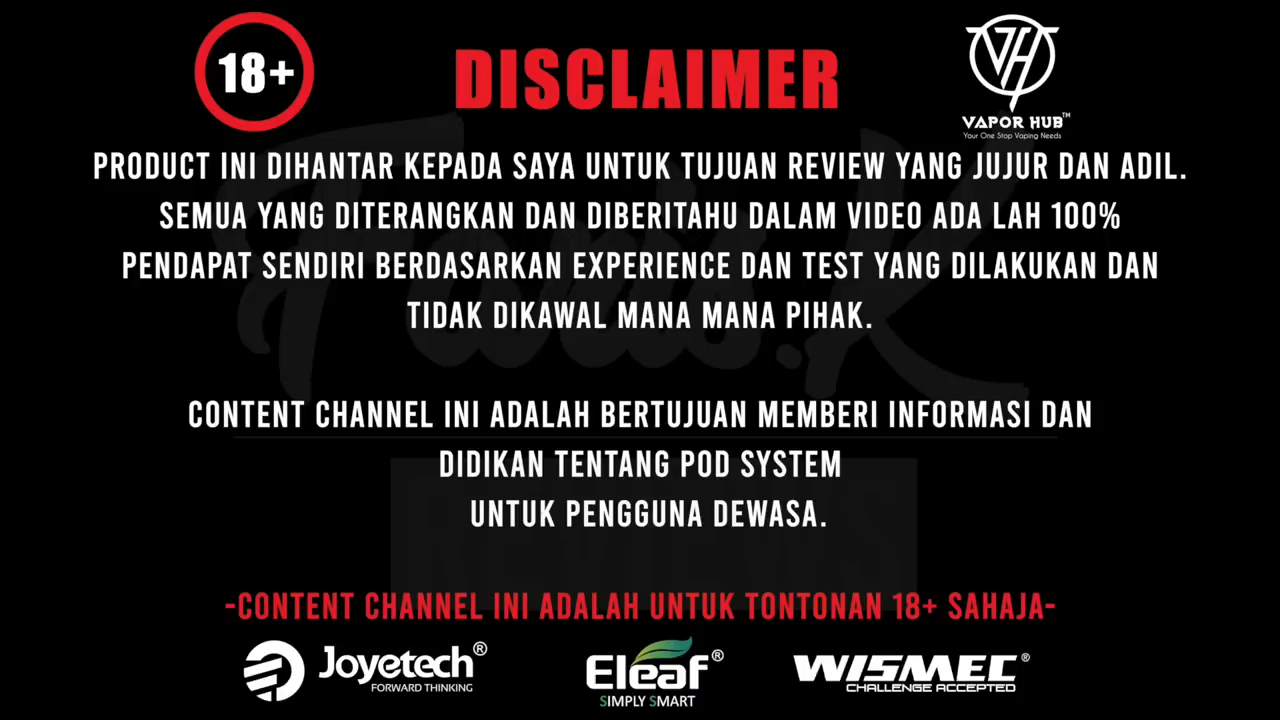 18+
DISCLAIMER
VH
VAPOR HUB™
Your One Stop Vaping Needs
PRODUCT INI DIHANTAR KEPADA SAYA UNTUK TUJUAN REVIEW YANG JUJUR DAN ADIL.
SEMUA YANG DITERANGKAN DAN DIBERITAHU DALAM VIDEO ADA LAH 100%
PENDAPAT SENDIRI BERDASARKAN EXPERIENCE DAN TEST YANG DILAKUKAN DAN
TIDAK DIKAWAL MANA MANA PIHAK.
Faris.K
CONTENT CHANNEL INI ADALAH BERTUJUAN MEMBERI INFORMASI DAN
DIDIKAN TENTANG POD SYSTEM
UNTUK PENGGUNA DEWASA.
REVIEWS
-CONTENT CHANNEL INI ADALAH UNTUK TONTONAN 18+ SAHAJA-
Joyetech®
FORWARD THINKING
Eleaf®
SIMPLY SMART
WISMEC®
CHALLENGE ACCEPTED